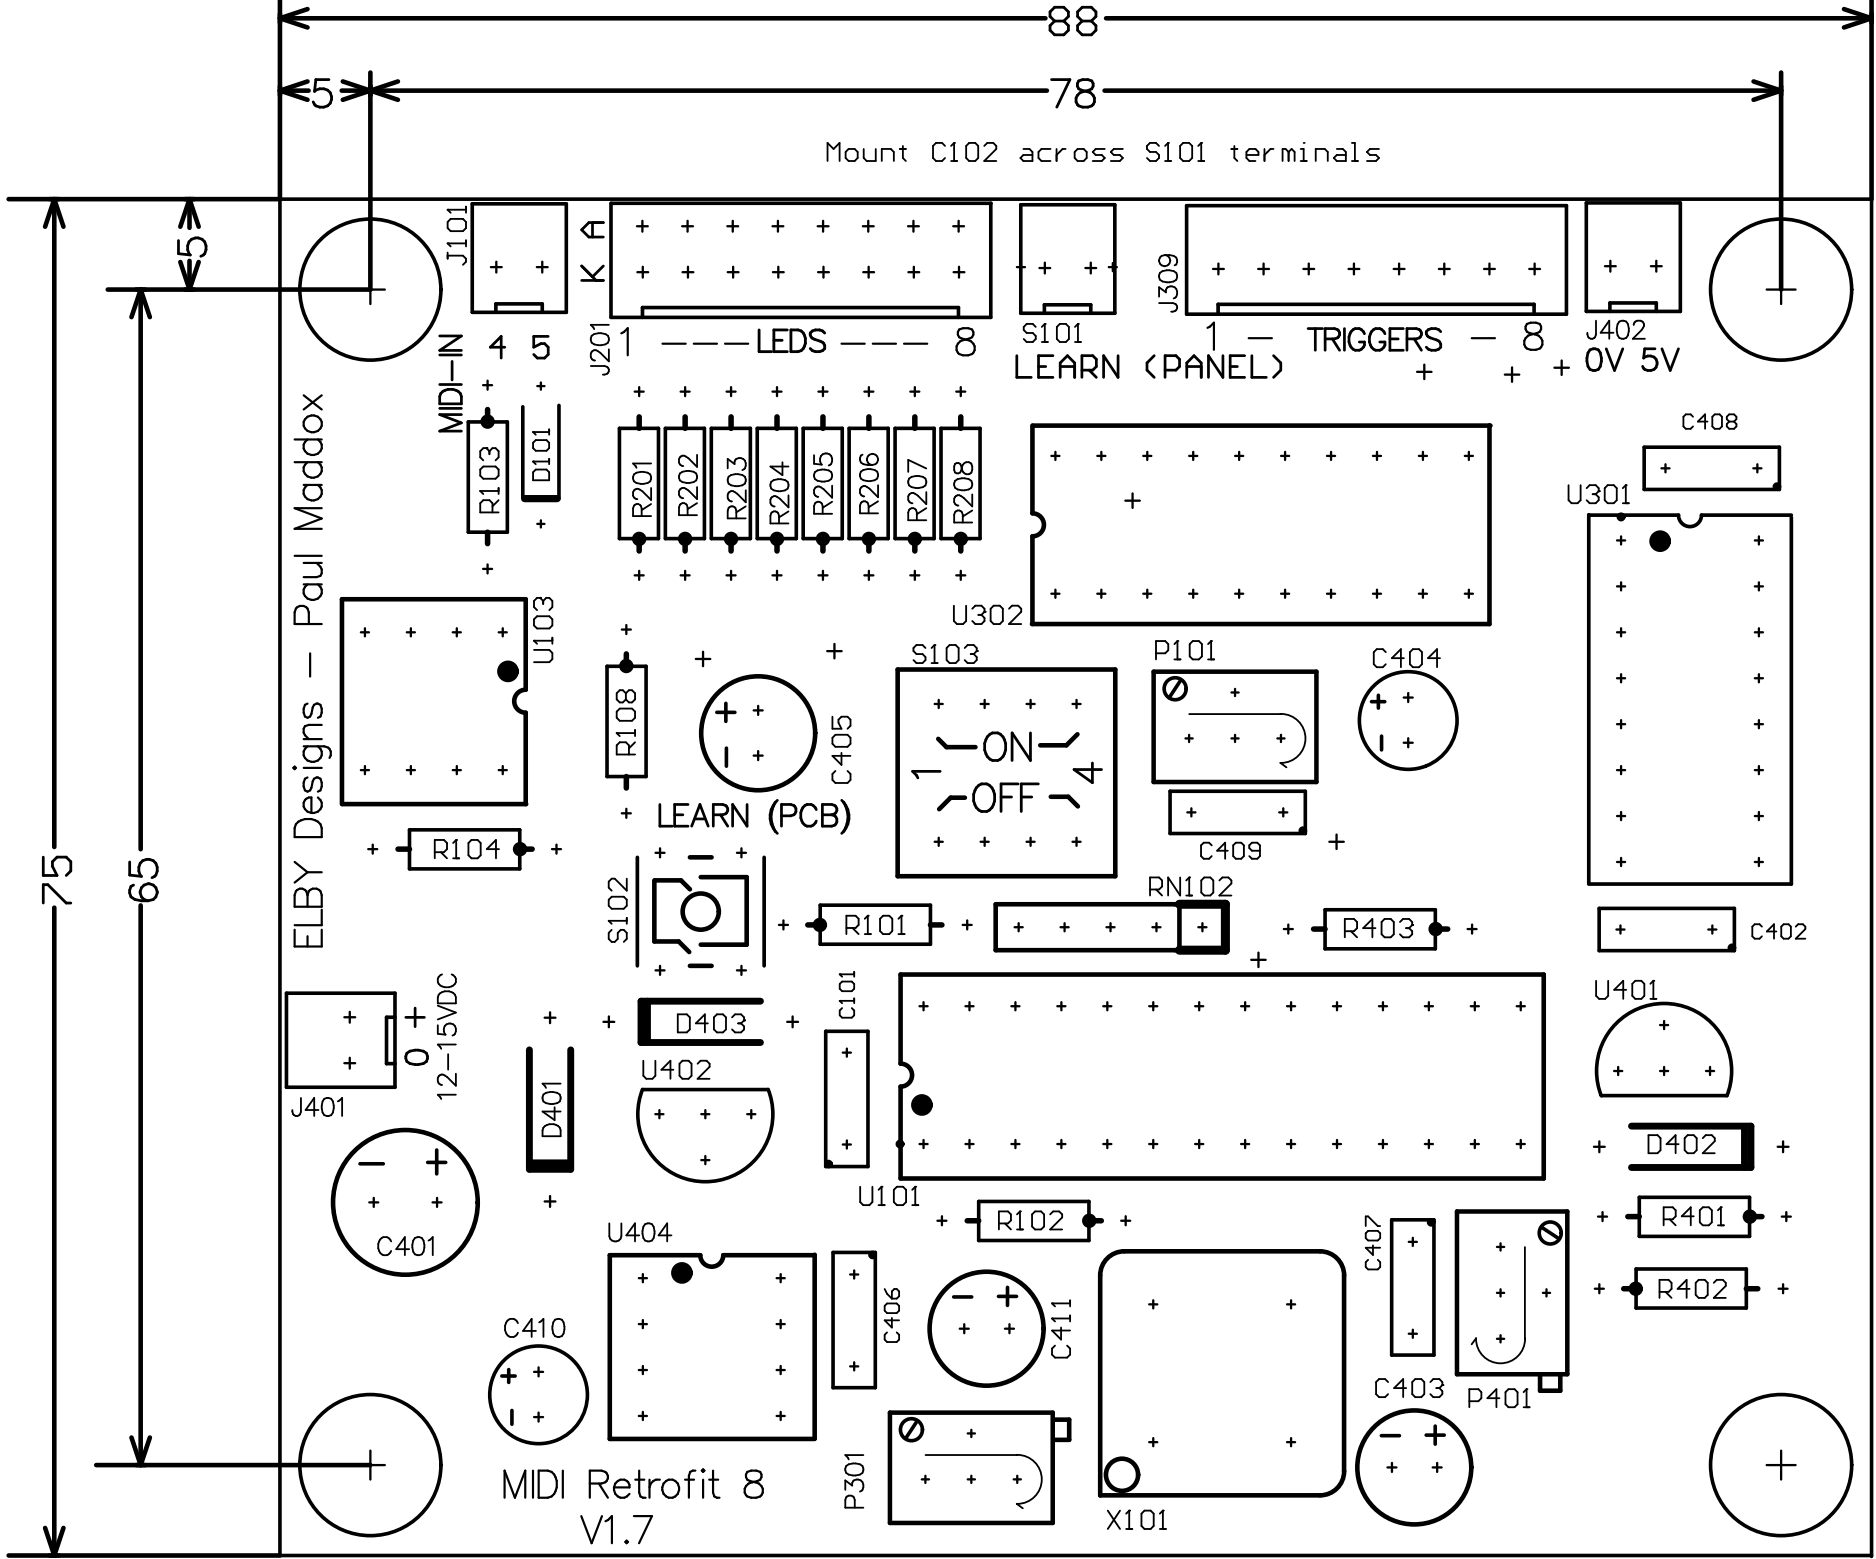 88
5
78
Mount C102 across S101 terminals
5
J101
A
K
J201
1 ---LEDS--- 8
S101
LEARN (PANEL)
J309
1 - TRIGGERS - 8
J402
0V 5V
MIDI-IN
4 5
R103
D101
R201
R202
R203
R204
R205
R206
R207
R208
C408
U301
U302
ELBY Designs - Paul Maddox
U103
R108
C405
S103
1
ON
OFF
4
P101
C404
C409
LEARN (PCB)
R104
S102
R101
RN102
R403
C402
75
65
J401
0 +
12-15VDC
D403
C101
U401
D401
U402
D402
C401
U101
R102
R401
R402
U404
C406
C411
C407
P401
C410
C403
P301
X101
MIDI Retrofit 8
V1.7